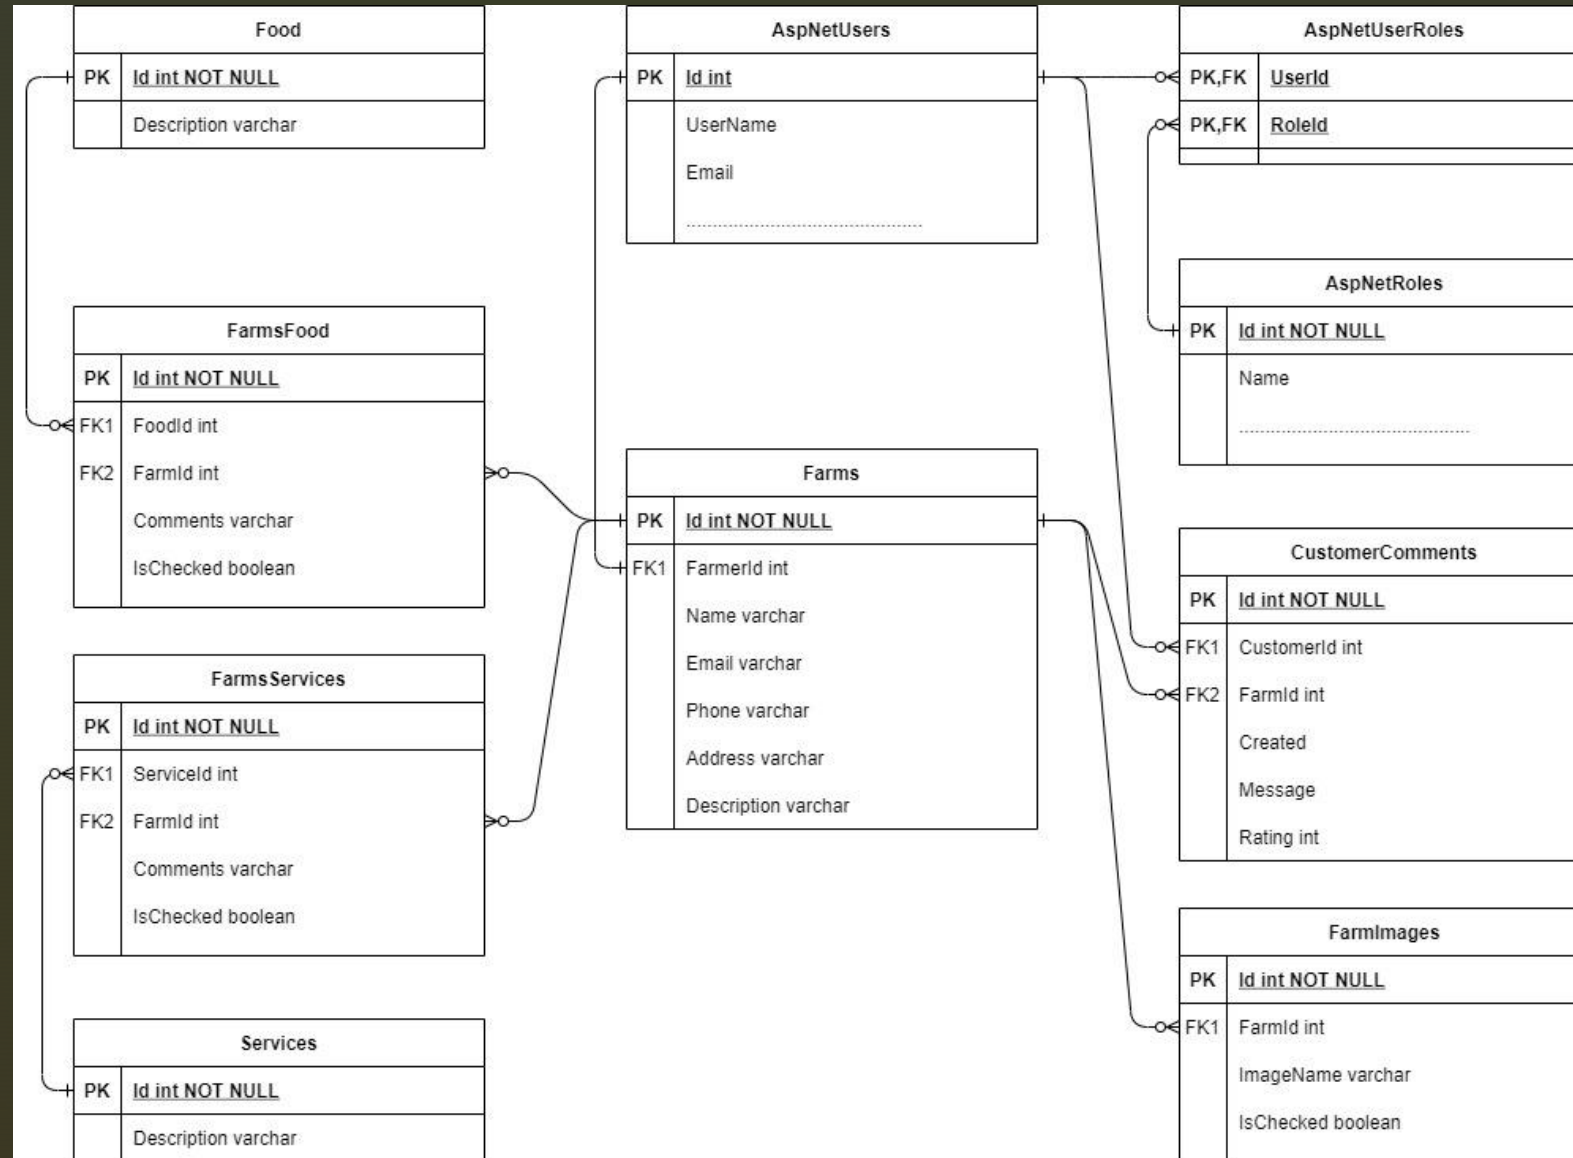 Food
PK Id int NOT NULL
Description varchar
FarmsFood
PK Id int NOT NULL
FK1 FoodId int
FK2 FarmId int
Comments varchar
IsChecked boolean
FarmsServices
PK Id int NOT NULL
FK1 ServiceId int
FK2 FarmId int
Comments varchar
IsChecked boolean
Services
PK Id int NOT NULL
Description varchar
AspNetUsers
PK Id int
UserName
Email
Farms
PK Id int NOT NULL
FK1 FarmerId int
Name varchar
Email varchar
Phone varchar
Address varchar
Description varchar
AspNetUserRoles
PK,FK UserId
PK,FK RoleId
AspNetRoles
PK Id int NOT NULL
Name
CustomerComments
PK Id int NOT NULL
FK1 CustomerId int
FK2 FarmId int
Created
Message
Rating int
FarmImages
PK Id int NOT NULL
FK1 FarmId int
ImageName varchar
IsChecked boolean